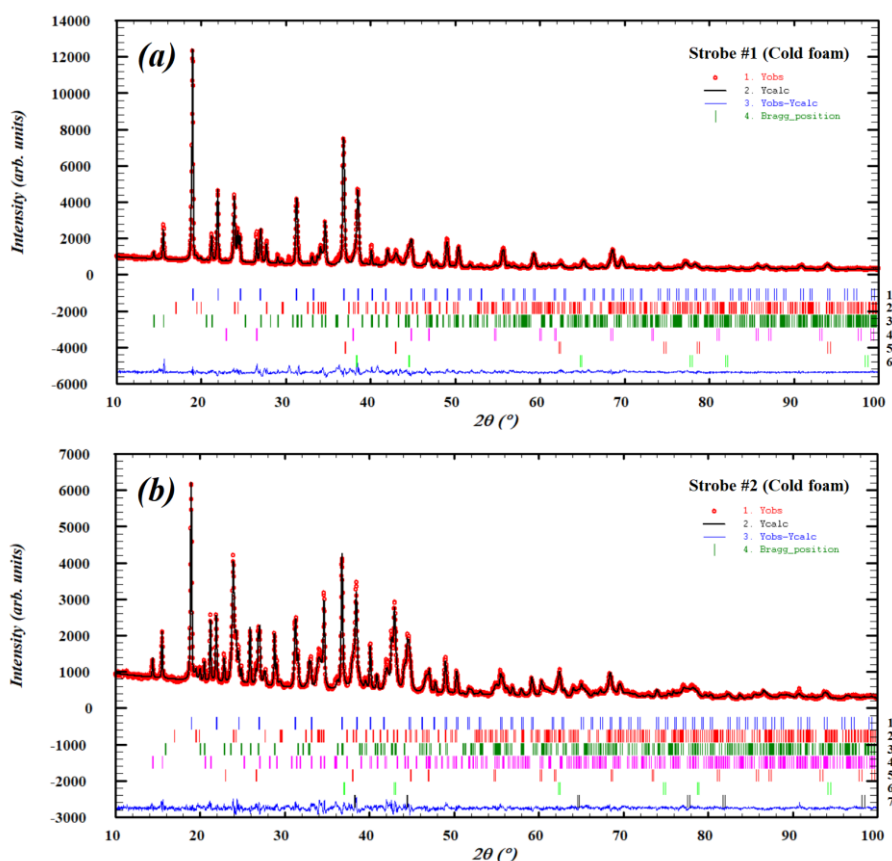 (a)
Strobe #1 (Cold foam)
1. Yobs
2. Ycalc
3. Yobs-Ycalc
4. Bragg_position
Intensity (arb. units)
14000
12000
10000
8000
6000
4000
2000
0
-2000
-4000
-6000
1
2
3
4
5
6
10 20 30 40 50 60 70 80 90 100
2θ (°)
(b)
Strobe #2 (Cold foam)
1. Yobs
2. Ycalc
3. Yobs-Ycalc
4. Bragg_position
Intensity (arb. units)
7000
6000
5000
4000
3000
2000
1000
0
-1000
-2000
-3000
1
2
3
4
5
6
7
10 20 30 40 50 60 70 80 90 100
2θ (°)